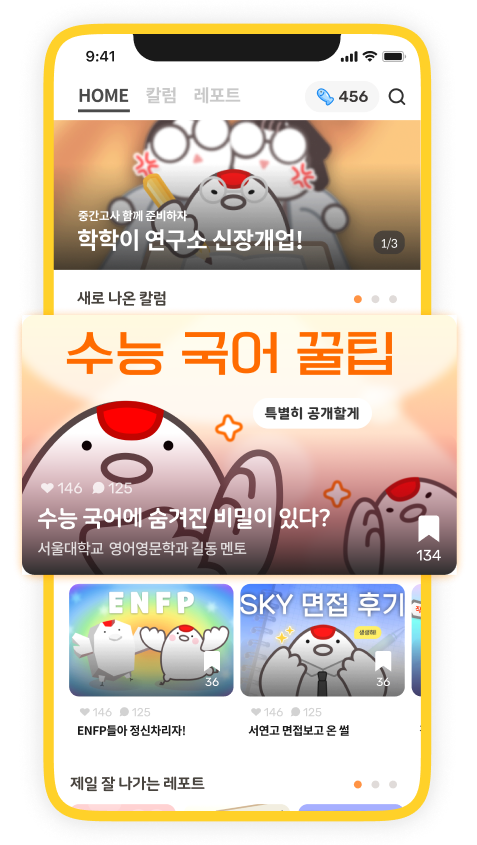 9:41
HOME 칼럼 레포트 456
중간고사 함께 준비하자
학학이 연구소 신장개업!
1/3
새로 나온 칼럼
수능 국어 꿀팁
특별히 공개할게
146 125
수능 국어에 숨겨진 비밀이 있다?
서울대학교 영어영문학과 길동 멘토
134
ENFP
36
146 125
ENFP들아 정신차리자!
SKY 면접 후기
생생해!
36
146 125
서연고 면접보고 온 썰
제일 잘 나가는 레포트